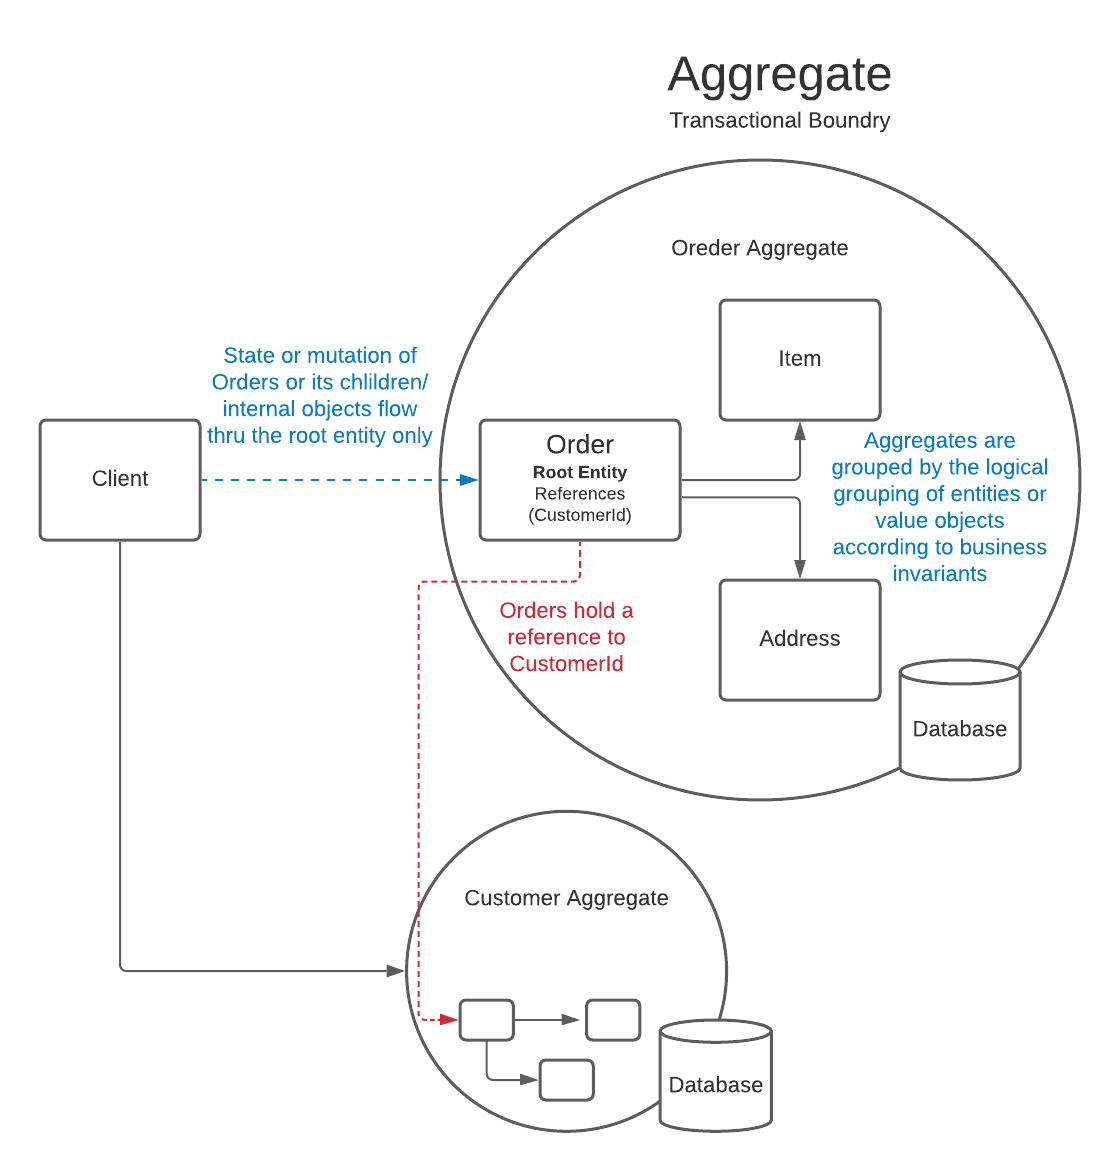 Aggregate
Transactional Boundry
Oreder Aggregate
Item
State or mutation of
Orders or its chlildren/
internal objects flow
thru the root entity only
Client
Order
Root Entity
References
(CustomerId)
Aggregates are
grouped by the logical
grouping of entities or
value objects
according to business
invariants
Orders hold a
reference to
CustomerId
Address
Database
Customer Aggregate
Database